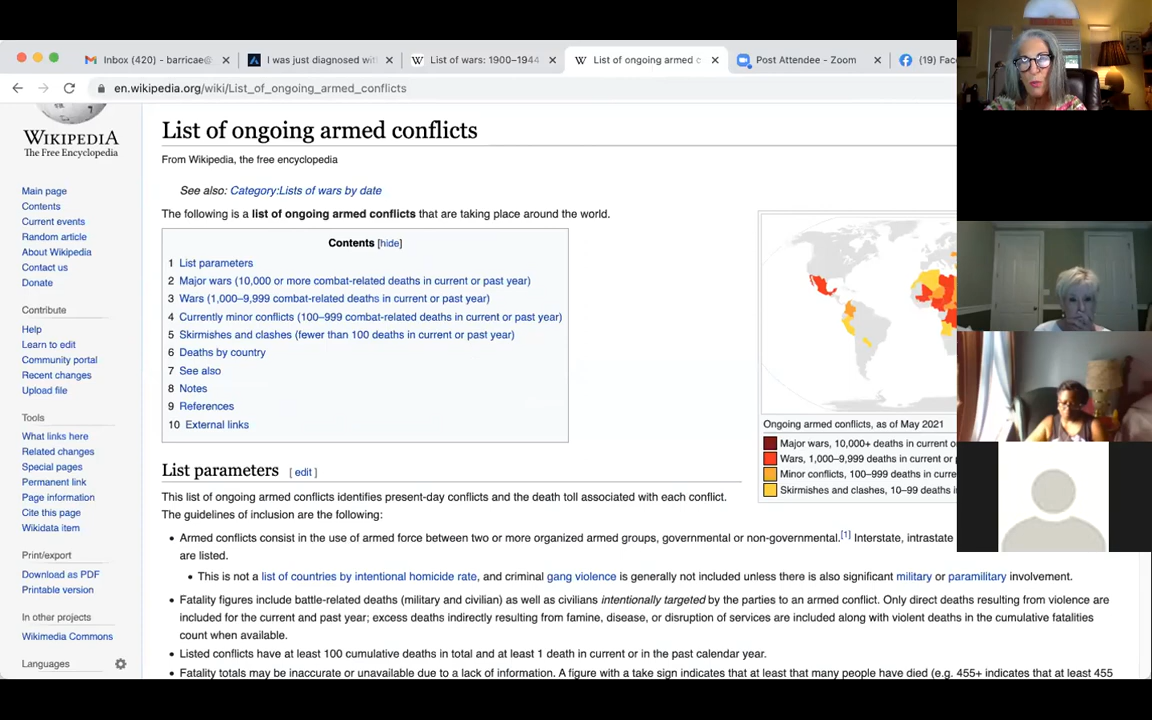 Inbox (420) - barricae@
I was just diagnosed wit
List of wars: 1900–1944
List of ongoing armed c
Post Attendee - Zoom
(19) Fac
en.wikipedia.org/wiki/List_of_ongoing_armed_conflicts
WIKIPEDIA
The Free Encyclopedia
Main page
Contents
Current events
Random article
About Wikipedia
Contact us
Donate
Contribute
Help
Learn to edit
Community portal
Recent changes
Upload file
Tools
What links here
Related changes
Special pages
Permanent link
Page information
Cite this page
Wikidata item
Print/export
Download as PDF
Printable version
In other projects
Wikimedia Commons
Languages
List of ongoing armed conflicts
From Wikipedia, the free encyclopedia
See also: Category:Lists of wars by date
The following is a list of ongoing armed conflicts that are taking place around the world.
Contents [hide]
1 List parameters
2 Major wars (10,000 or more combat-related deaths in current or past year)
3 Wars (1,000–9,999 combat-related deaths in current or past year)
4 Currently minor conflicts (100–999 combat-related deaths in current or past year)
5 Skirmishes and clashes (fewer than 100 deaths in current or past year)
6 Deaths by country
7 See also
8 Notes
9 References
10 External links
Ongoing armed conflicts, as of May 2021
Major wars, 10,000+ deaths in current o
Wars, 1,000–9,999 deaths in current or p
Minor conflicts, 100–999 deaths in curre
Skirmishes and clashes, 10–99 deaths in
List parameters [ edit ]
This list of ongoing armed conflicts identifies present-day conflicts and the death toll associated with each conflict.
The guidelines of inclusion are the following:
• Armed conflicts consist in the use of armed force between two or more organized armed groups, governmental or non-governmental.[1] Interstate, intrastate
are listed.
• This is not a list of countries by intentional homicide rate, and criminal gang violence is generally not included unless there is also significant military or paramilitary involvement.
• Fatality figures include battle-related deaths (military and civilian) as well as civilians intentionally targeted by the parties to an armed conflict. Only direct deaths resulting from violence are
included for the current and past year; excess deaths indirectly resulting from famine, disease, or disruption of services are included along with violent deaths in the cumulative fatalities
count when available.
• Listed conflicts have at least 100 cumulative deaths in total and at least 1 death in current or in the past calendar year.
• Fatality totals may be inaccurate or unavailable due to a lack of information. A figure with a take sign indicates that at least that many people have died (e.g. 455+ indicates that at least 455